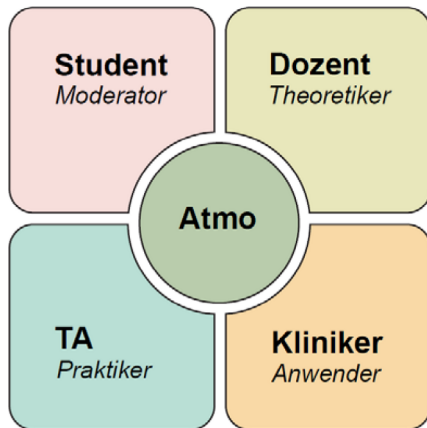 Student
Moderator
Dozent
Theoretiker
Atmo
TA
Praktiker
Kliniker
Anwender